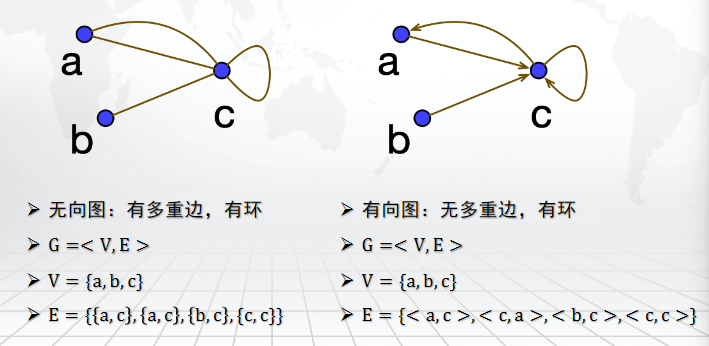 a
b
c
a
b
c
➢ 无向图：有多重边，有环
➢ G =< V, E >
➢ V = {a, b, c}
➢ E = {{a, c}, {a, c}, {b, c}, {c, c}}
➢ 有向图：无多重边，有环
➢ G =< V, E >
➢ V = {a, b, c}
➢ E = {< a, c >, < c, a >, < b, c >, < c, c >}